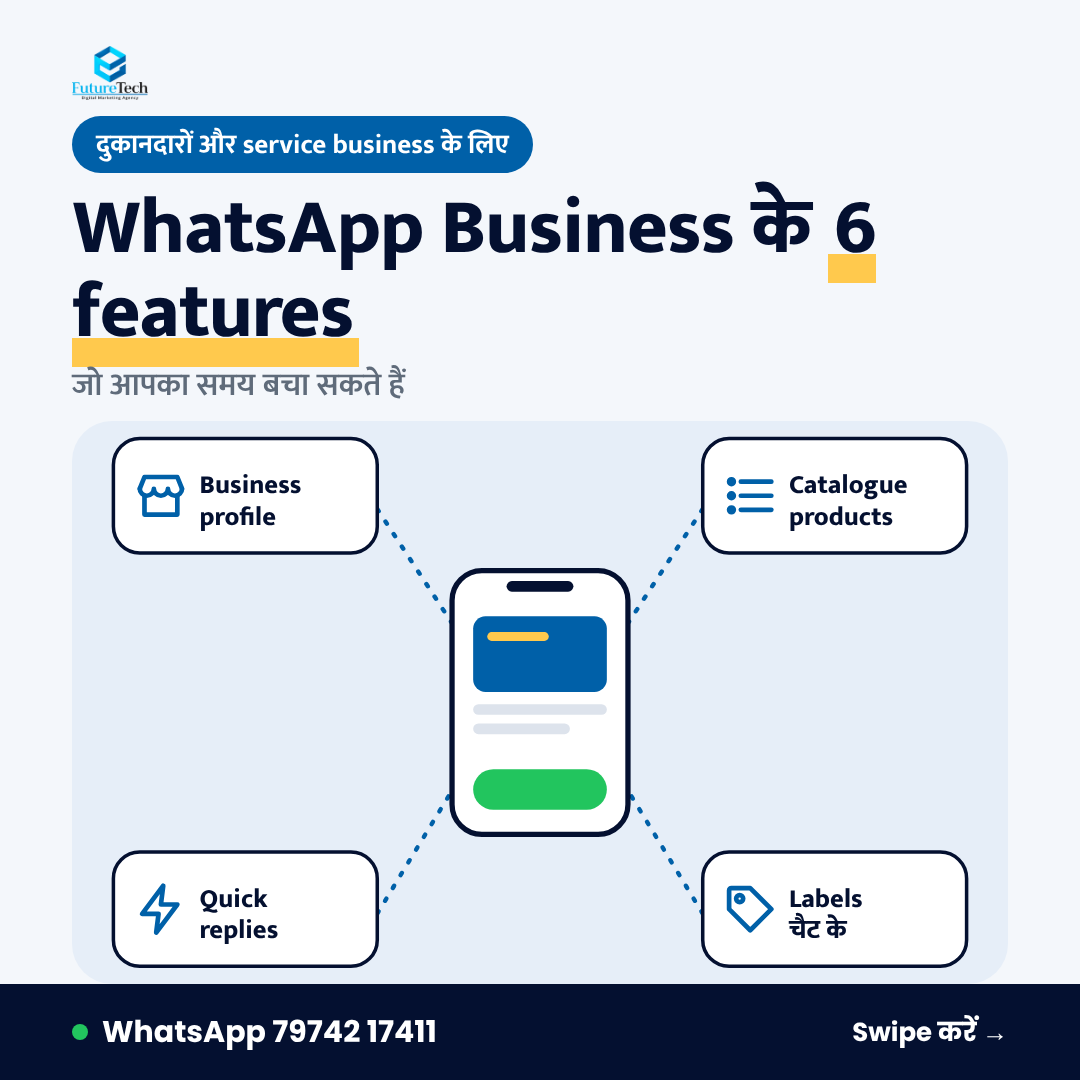 FutureTech
Digital Marketing Agency
दुकानदारों और service business के लिए
WhatsApp Business के 6
features
जो आपका समय बचा सकते हैं
Business
profile
Catalogue
products
Quick
replies
Labels
चैट के
WhatsApp 79742 17411
Swipe करें →